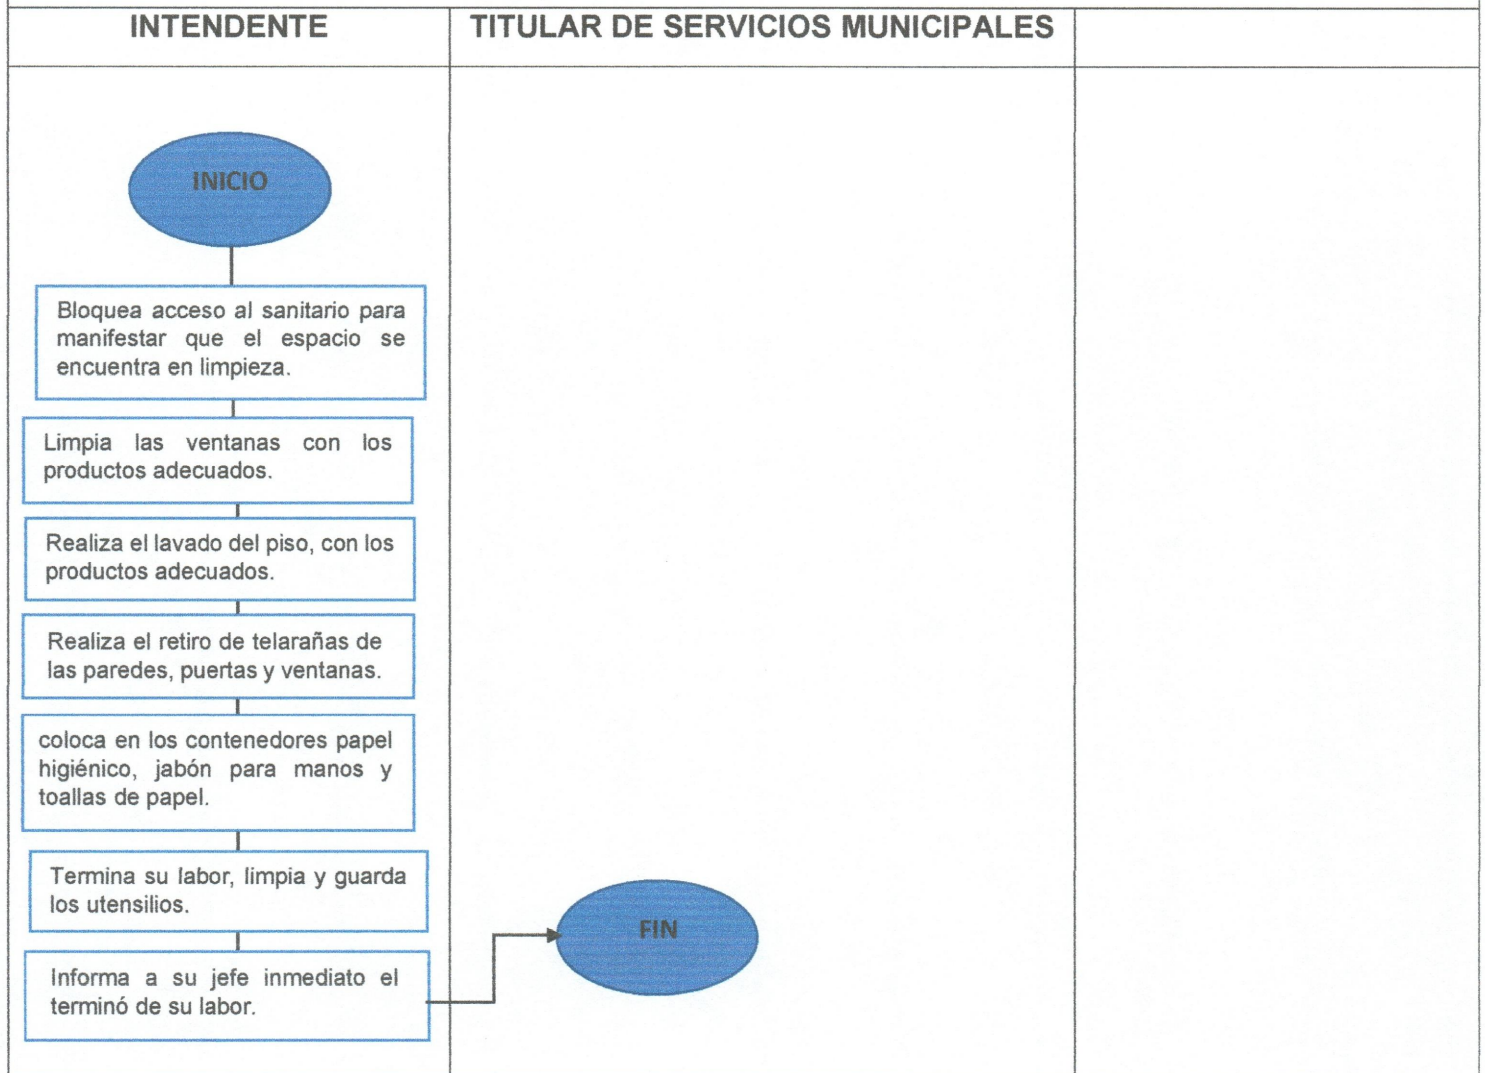 INTENDENTE
TITULAR DE SERVICIOS MUNICIPALES
INICIO
Bloquea acceso al sanitario para
manifestar que el espacio se
encuentra en limpieza.
Limpia las ventanas con los
productos adecuados.
Realiza el lavado del piso, con los
productos adecuados.
Realiza el retiro de telarañas de
las paredes, puertas y ventanas.
coloca en los contenedores papel
higiénico, jabón para manos y
toallas de papel.
Termina su labor, limpia y guarda
los utensilios.
Informa a su jefe inmediato el
terminó de su labor.
FIN